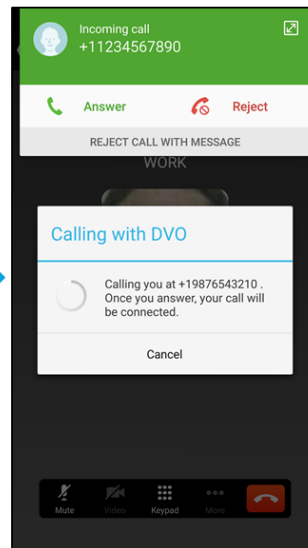 Incoming call
+11234567890
Answer
Reject
REJECT CALL WITH MESSAGE
WORK
Calling with DVO
Calling you at +19876543210 .
Once you answer, your call will
be connected.
Cancel
Mute
Video
Keypad
More